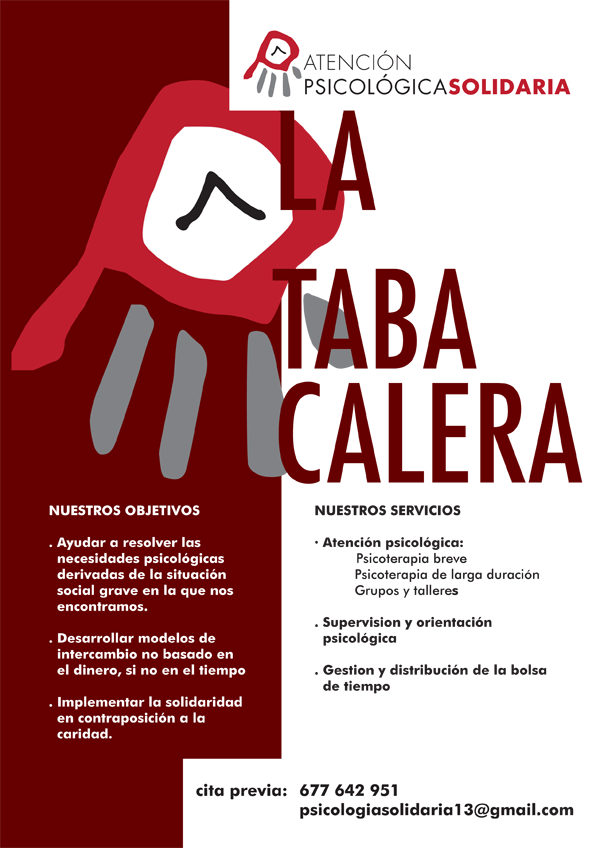 ATENCIÓN
PSICOLÓGICASOLIDARIA
LA
TABA
CALERA
NUESTROS OBJETIVOS
. Ayudar a resolver las
necesidades psicológicas
derivadas de la situación
social grave en la que nos
encontramos.
. Desarrollar modelos de
intercambio no basado en
el dinero, si no en el tiempo
. Implementar la solidaridad
en contraposición a la
caridad.
NUESTROS SERVICIOS
· Atención psicológica:
Psicoterapia breve
Psicoterapia de larga duración
Grupos y talleres
. Supervision y orientación
psicológica
. Gestion y distribución de la bolsa
de tiempo
cita previa: 677 642 951
psicologiasolidaria13@gmail.com